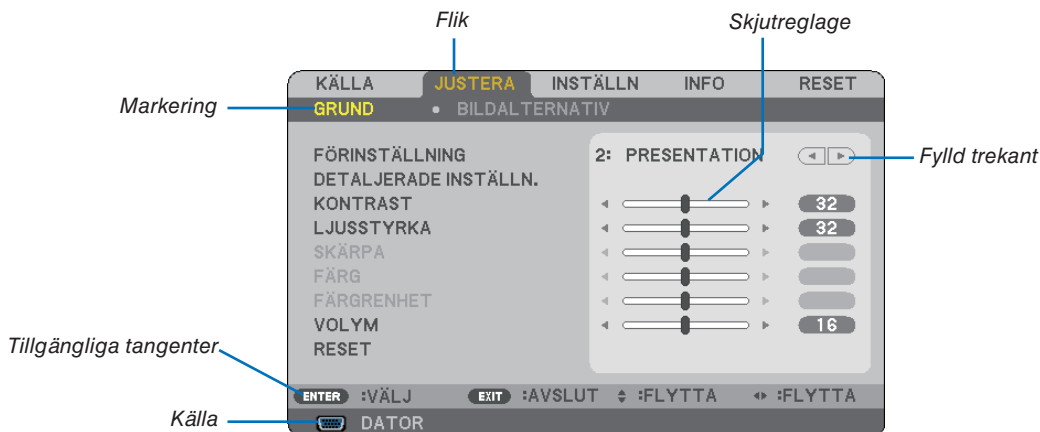 Flik
Skjutreglage
KÄLLA JUSTERA INSTÄLLN INFO RESET
Markering
GRUND • BILDALTERNATIV
FÖRINSTÄLLNING 2: PRESENTATION
Fylld trekant
DETALJERADE INSTÄLLN.
KONTRAST 32
LJUSSTYRKA 32
SKÄRPA
FÄRG
FÄRGRENHET
VOLYM 16
Tillgängliga tangenter
RESET
ENTER :VÄLJ EXIT :AVSLUT :FLYTTA :FLYTTA
Källa
DATOR